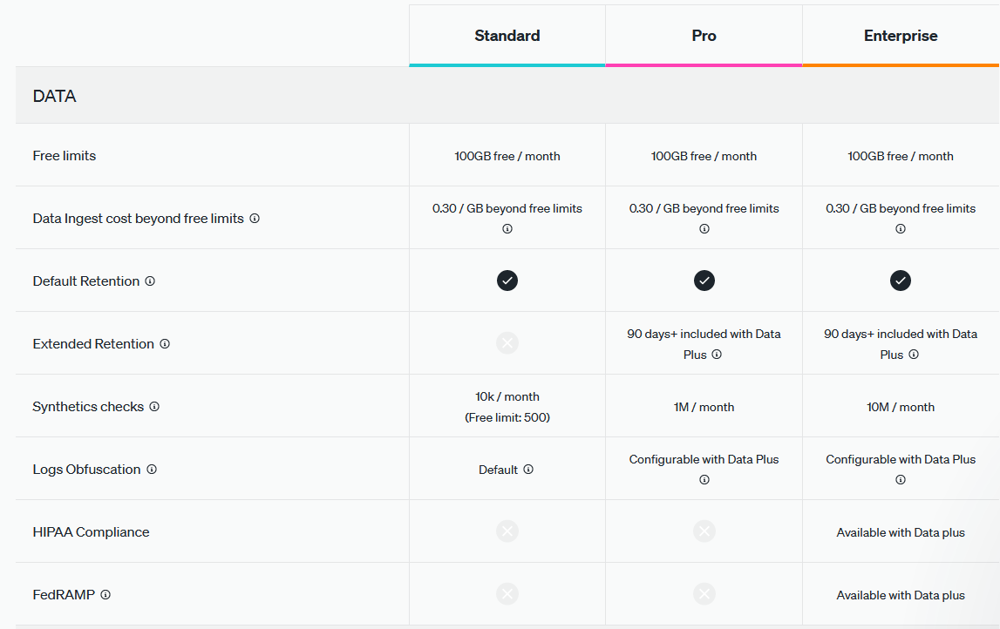 Standard Pro Enterprise
DATA
Free limits 100GB free / month 100GB free / month 100GB free / month
Data Ingest cost beyond free limits 0.30 / GB beyond free limits 0.30 / GB beyond free limits 0.30 / GB beyond free limits
Default Retention
Extended Retention 90 days+ included with Data Plus 90 days+ included with Data Plus
Synthetics checks 10k / month (Free limit: 500) 1M / month 10M / month
Logs Obfuscation Default Configurable with Data Plus Configurable with Data Plus
HIPAA Compliance Available with Data plus
FedRAMP Available with Data plus